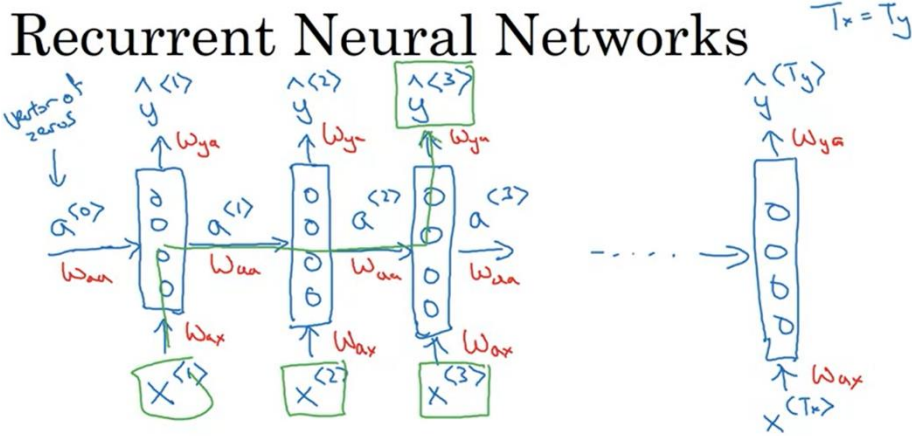 Recurrent Neural Networks
Tx = Ty
vector of
zeros
ŷ<1> ŷ<2> ŷ<3> ŷ<Ty>
Wya Wya Wya Wya
a<0> a<1> a<2> a<3> .....
Waa Waa Waa Waa
Wax Wax Wax Wax
x<1> x<2> x<3> x<Tx>